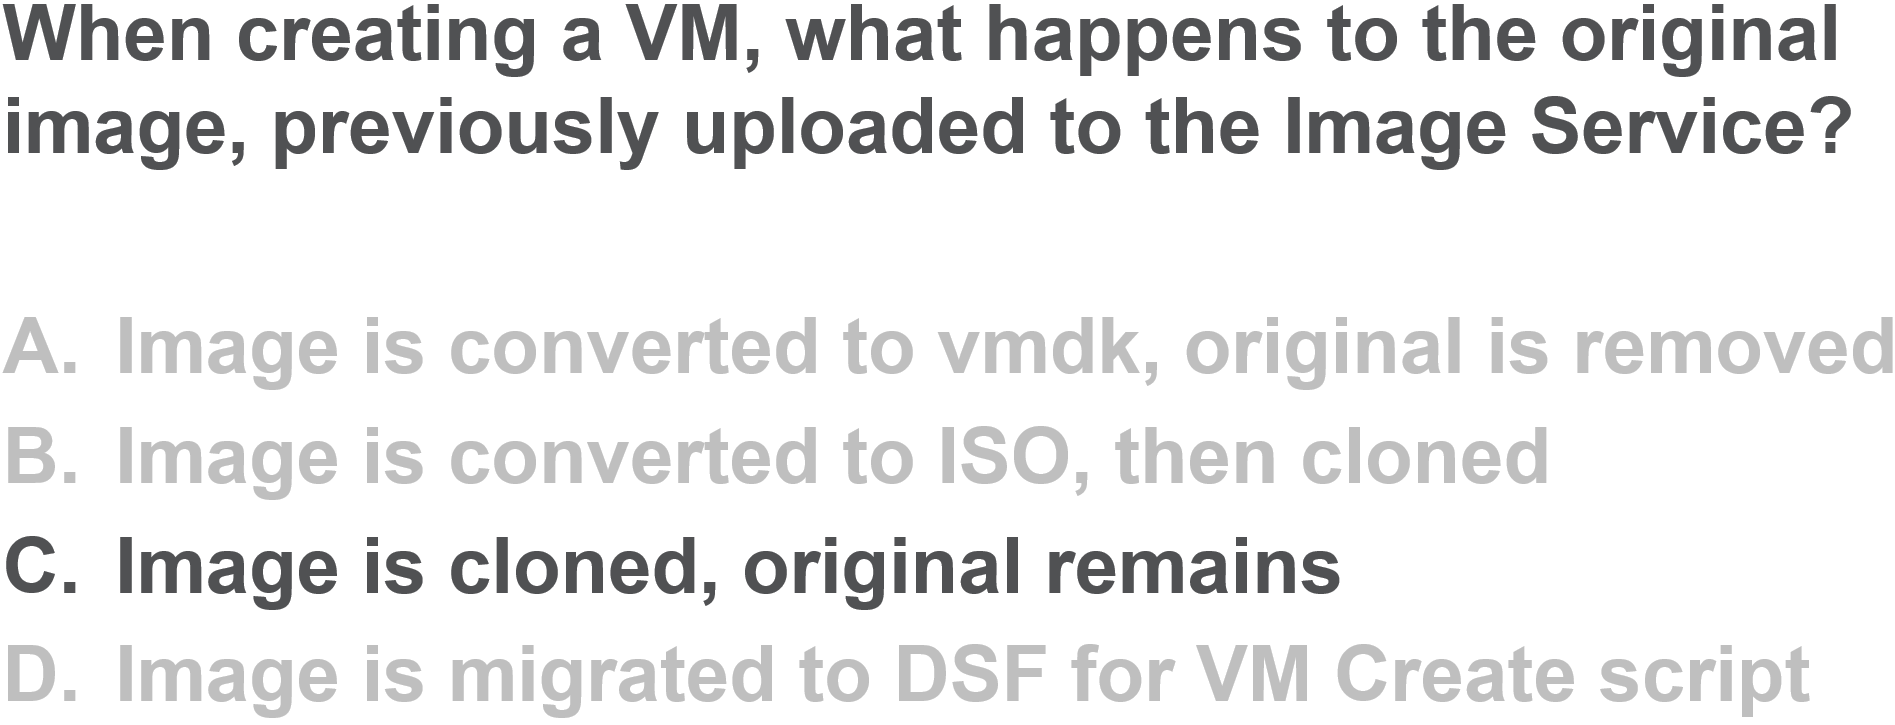 When creating a VM, what happens to the original
image, previously uploaded to the Image Service?
A. Image is converted to vmdk, original is removed
B. Image is converted to ISO, then cloned
C. Image is cloned, original remains
D. Image is migrated to DSF for VM Create script